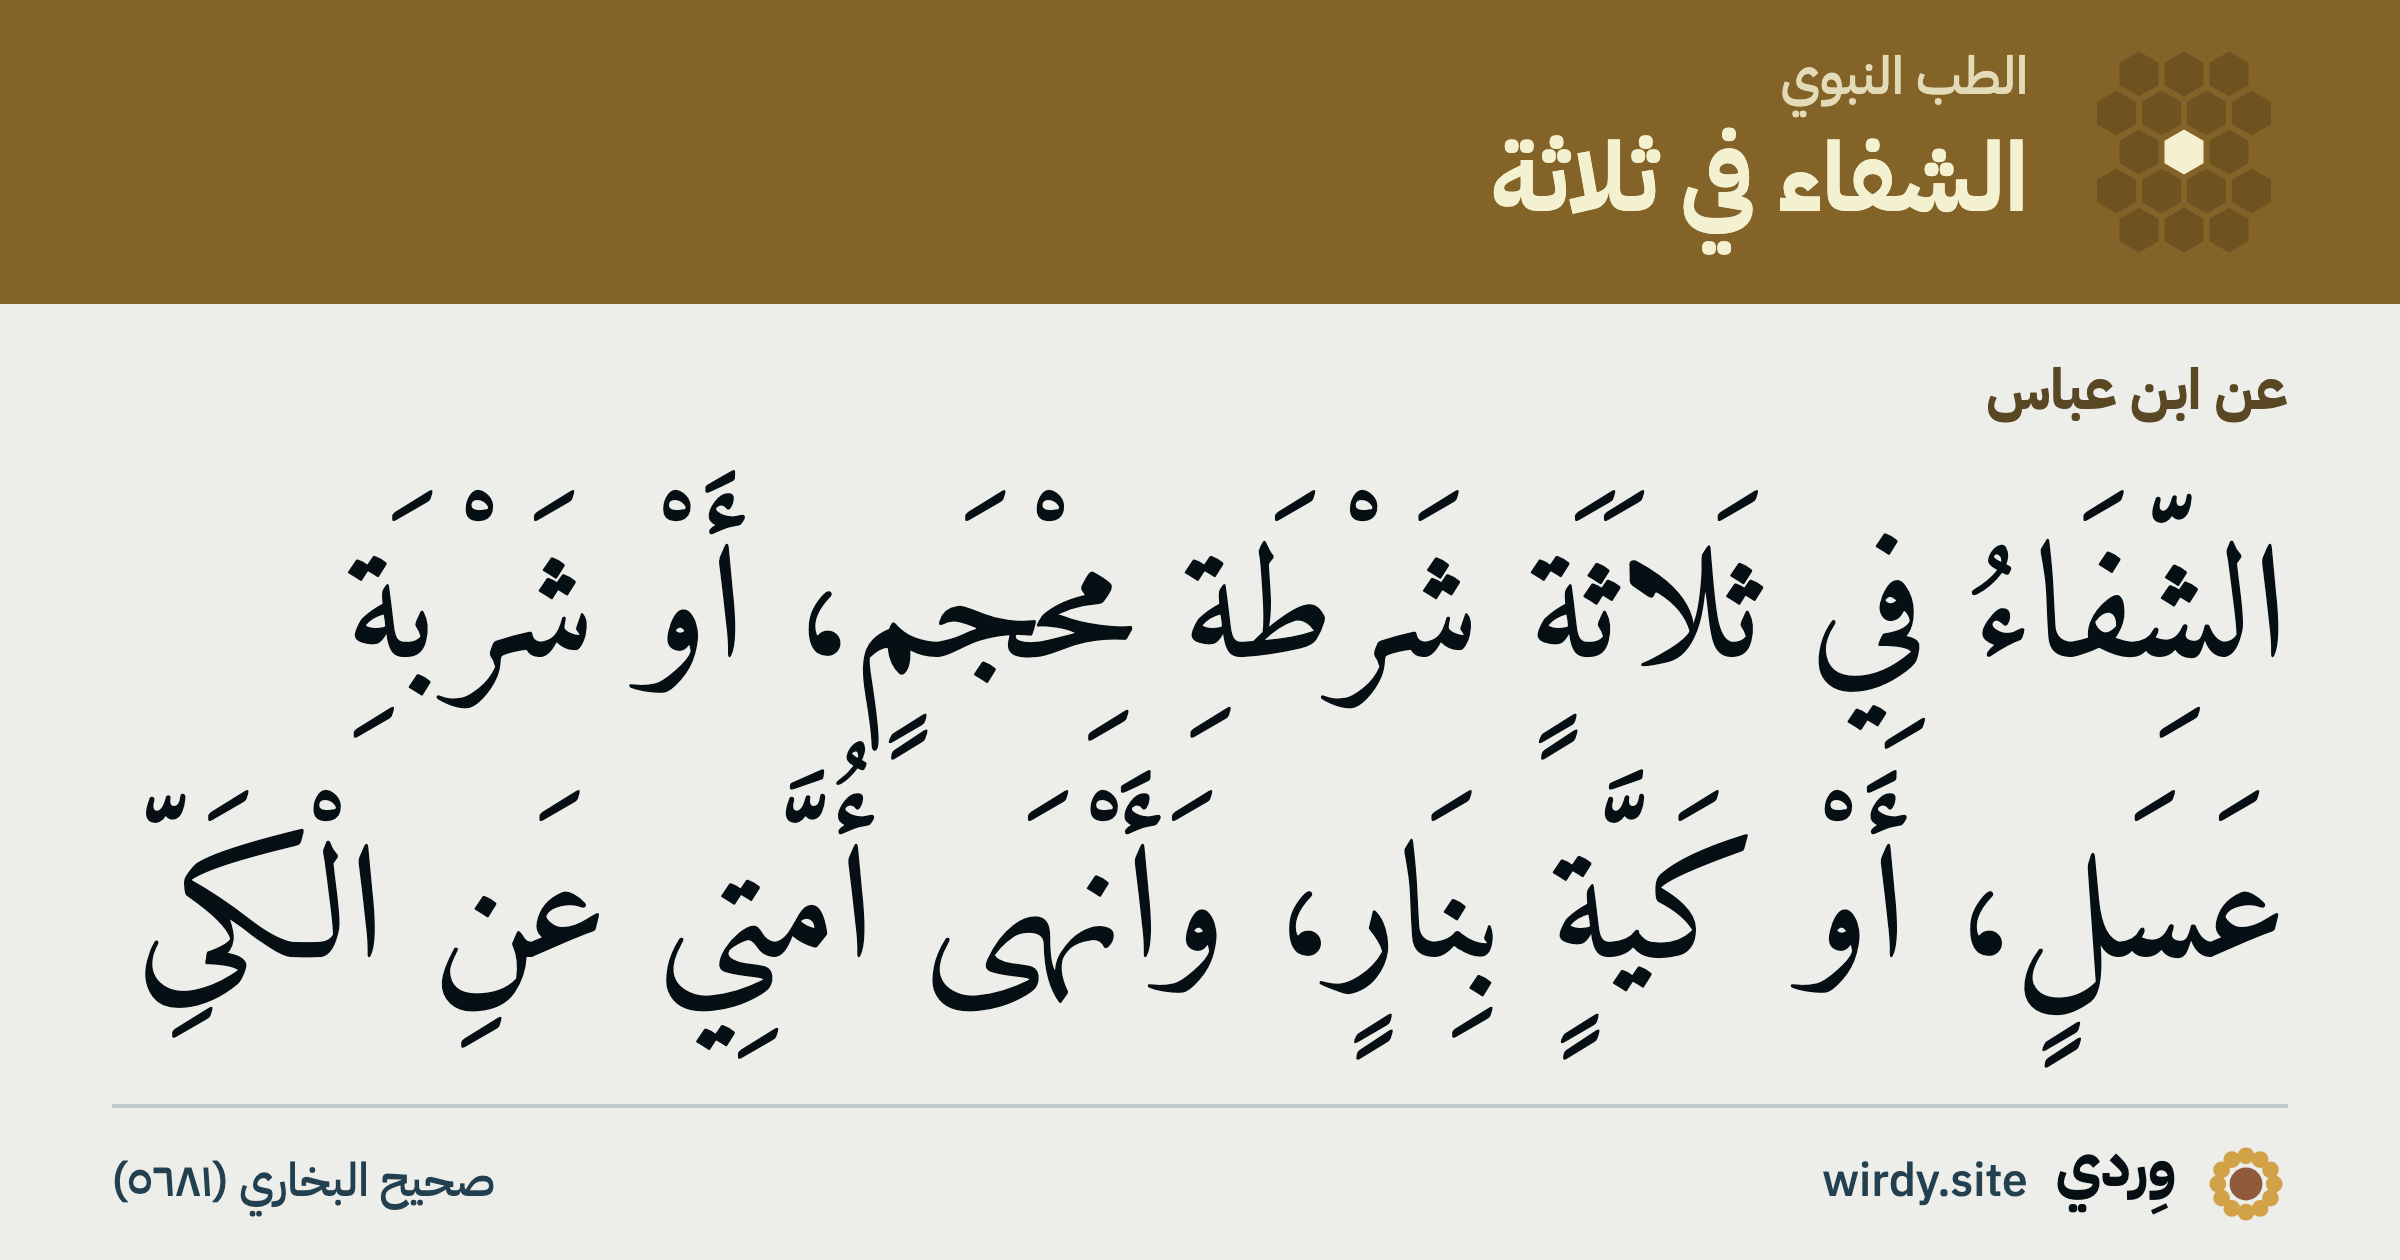 الطب النبوي
الشفاء في ثلاثة
عن ابن عباس
الشِّفَاءُ فِي ثَلَاثَةًٍ شَرْطَةَِ مَِحْجَمٍ، أَوْ شَرْبَةَِ
عَسَلٍ، أَوْ كَيَّةٍ بِنَارٍ، وَأَنْهَى أُمَّتِي عَنَِ الْكَيِّ
وِردي wirdy.site
صحيح البخاري (٥٦٨١)